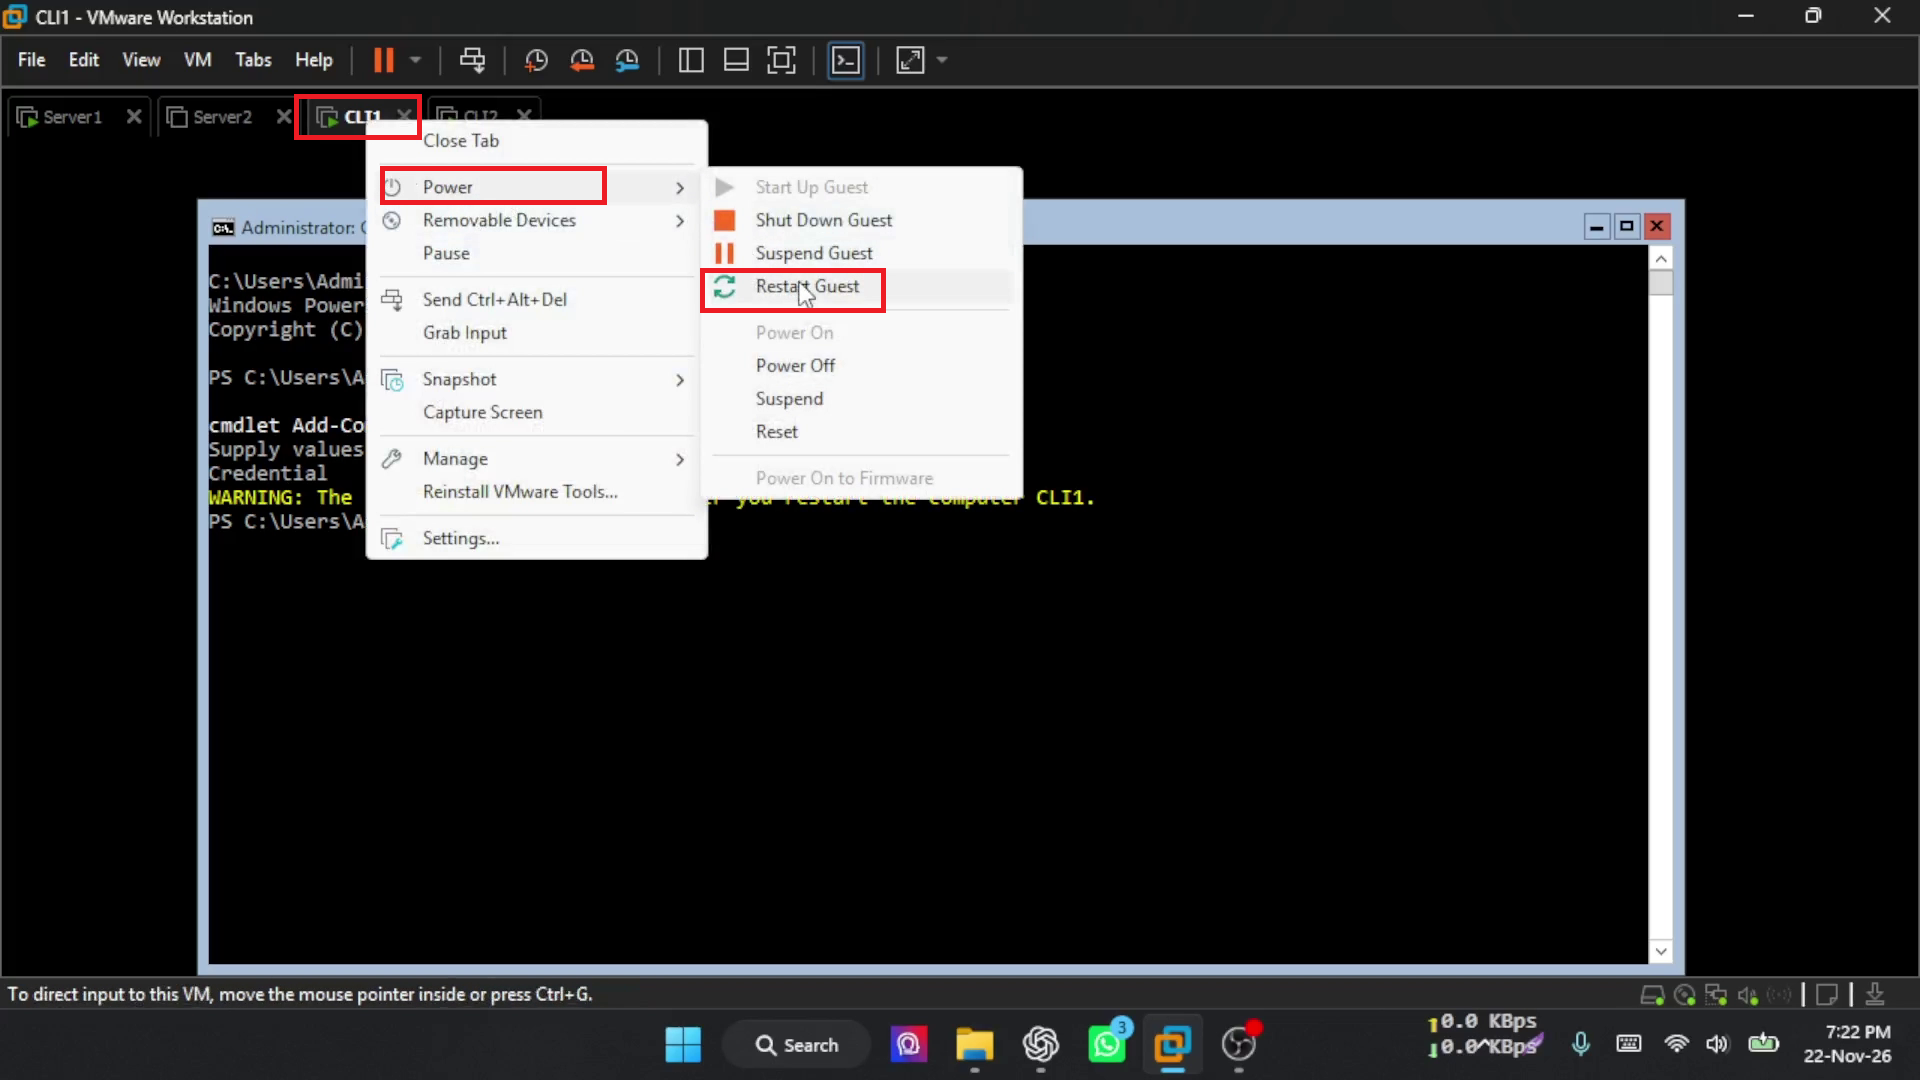 CLI1 - VMware Workstation
File Edit View VM Tabs Help
Server1 Server2 CLI1 CLI2
Close Tab
Power
Removable Devices
Pause
Send Ctrl+Alt+Del
Grab Input
Snapshot
Capture Screen
Manage
Reinstall VMware Tools...
Settings...
Start Up Guest
Shut Down Guest
Suspend Guest
Restart Guest
Power On
Power Off
Suspend
Reset
Power On to Firmware
Administrator:
C:\Users\Admi
Windows Power
Copyright (C)
PS C:\Users\A
cmdlet Add-Co
Supply values
Credential
WARNING: The you restart the computer CLI1.
PS C:\Users\A
To direct input to this VM, move the mouse pointer inside or press Ctrl+G.
Search
3
0.0 KBps
0.0 KBps
7:22 PM
22-Nov-26